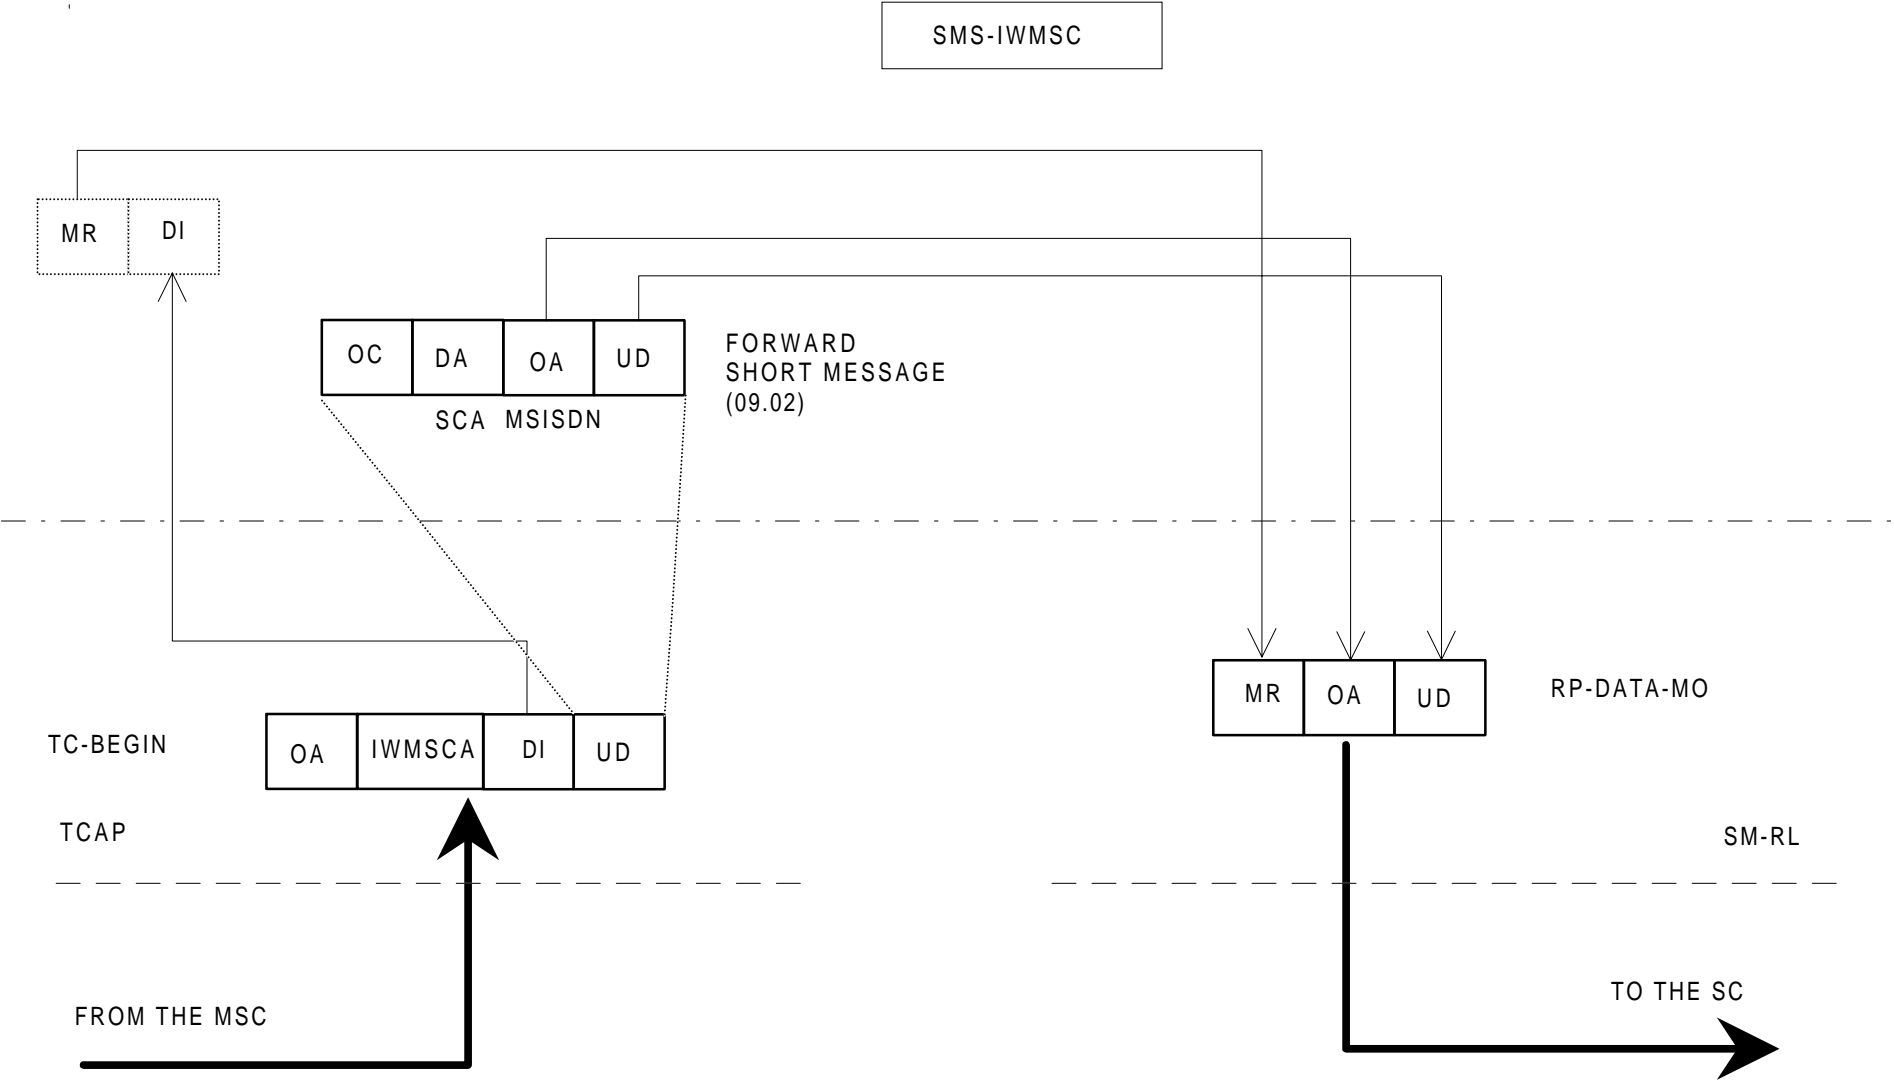 SMS-IWMSC
MR DI
OC DA OA UD
FORWARD
SHORT MESSAGE
(09.02)
SCA MSISDN
MR OA UD
RP-DATA-MO
TC-BEGIN
OA IWMSCA DI UD
TCAP
SM-RL
FROM THE MSC
TO THE SC